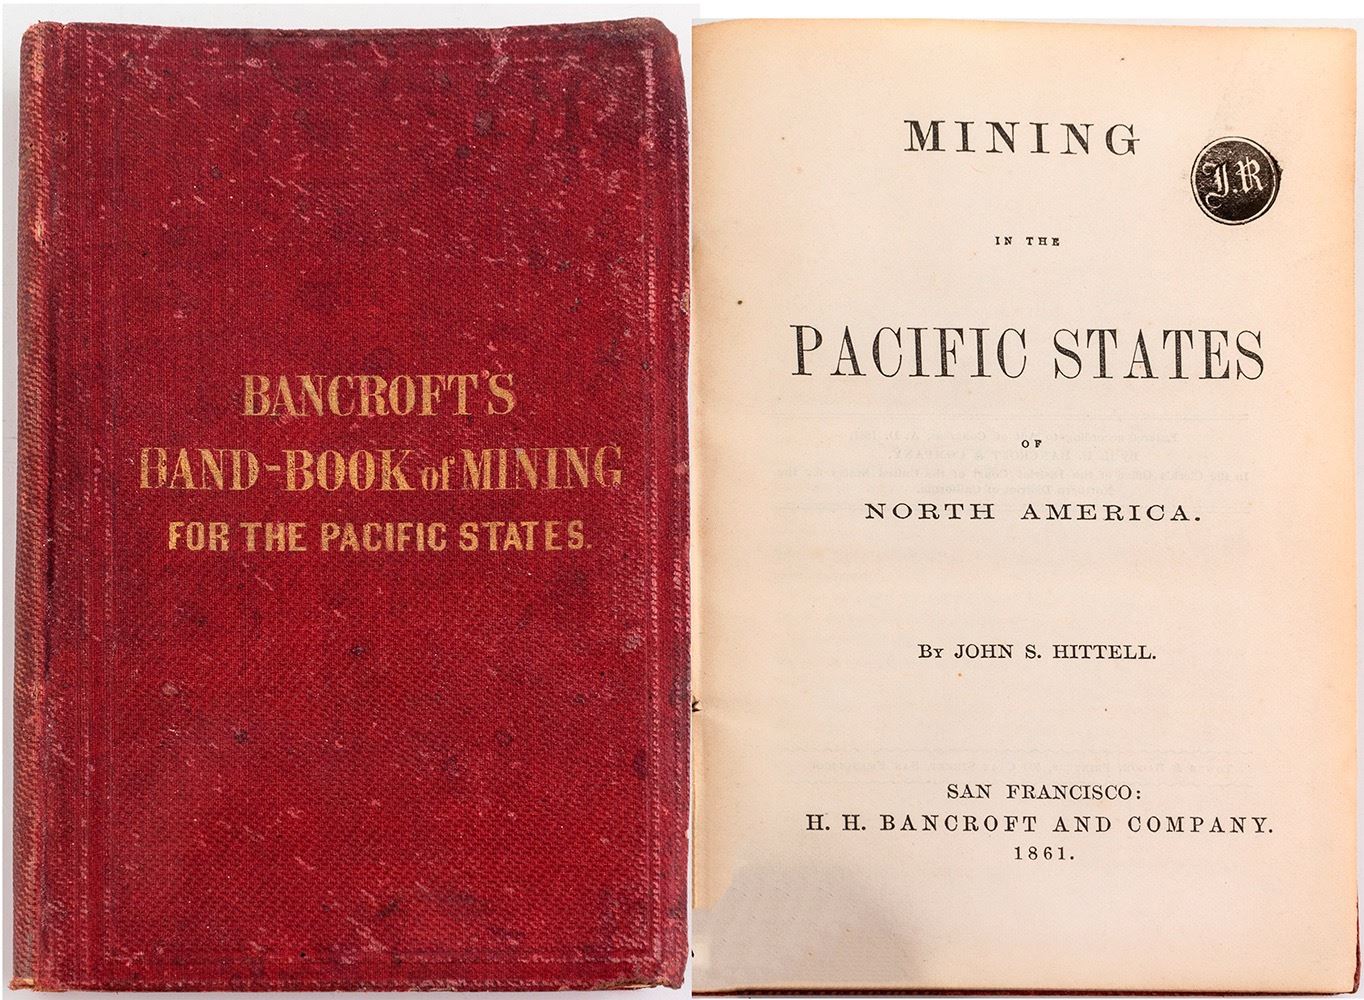 BANCROFT'S
HAND-BOOK of MINING
FOR THE PACIFIC STATES.
MINING
J.R
IN THE
PACIFIC STATES
OF
NORTH AMERICA.
By JOHN S. HITTELL.
SAN FRANCISCO:
H. H. BANCROFT AND COMPANY.
1861.